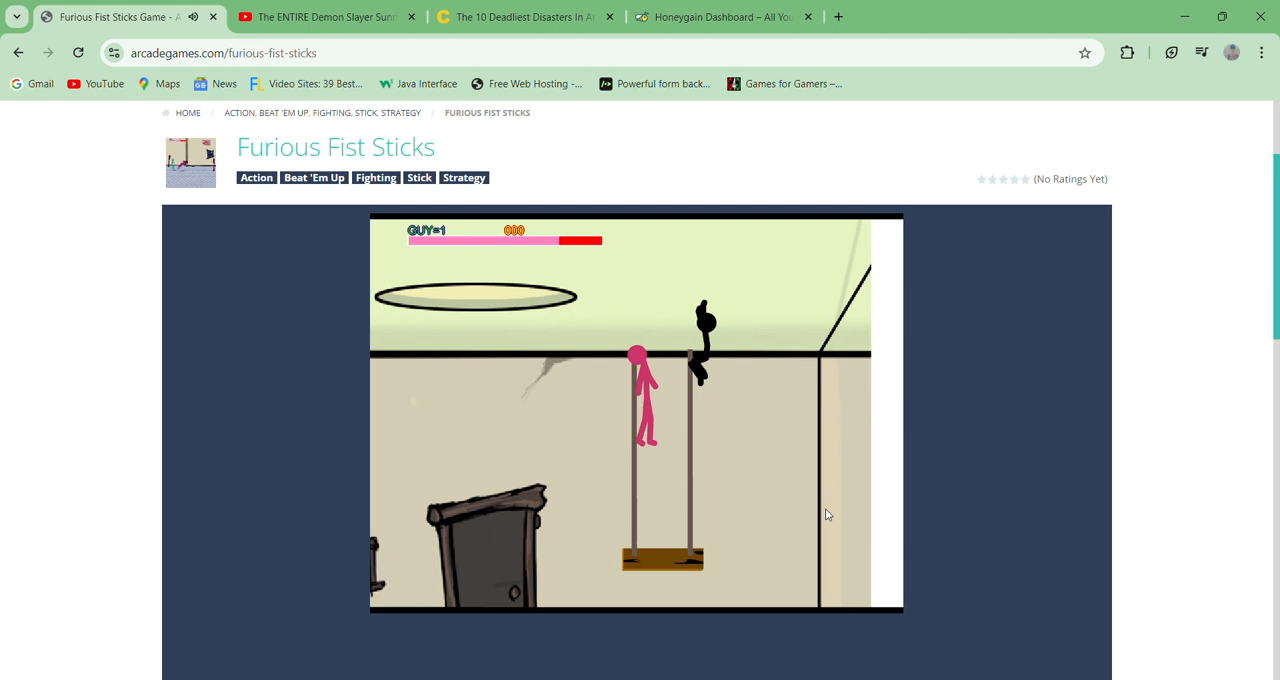 Furious Fist Sticks Game - A
The ENTIRE Demon Slayer Sunr
The 10 Deadliest Disasters In A
Honeygain Dashboard – All You
arcadegames.com/furious-fist-sticks
Gmail
YouTube
Maps
News
Video Sites: 39 Best...
Java Interface
Free Web Hosting -...
Powerful form back...
Games for Gamers –...
HOME / ACTION, BEAT 'EM UP, FIGHTING, STICK, STRATEGY / FURIOUS FIST STICKS
Furious Fist Sticks
Action Beat 'Em Up Fighting Stick Strategy
(No Ratings Yet)
GUY=1 000